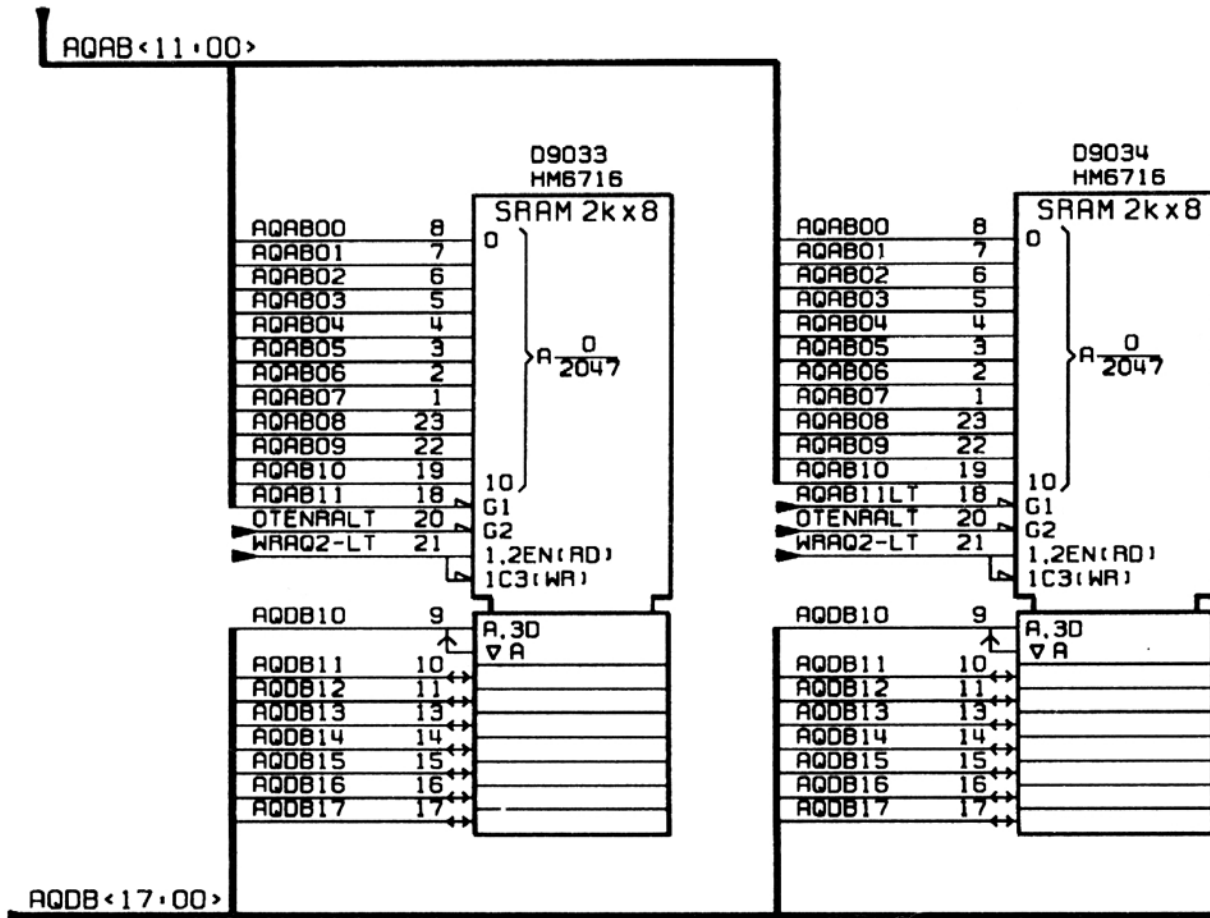 AQAB<11:00>
D9033
HM6716
SRAM 2k x 8
AQAB00 8 0
AQAB01 7
AQAB02 6
AQAB03 5
AQAB04 4
AQAB05 3
AQAB06 2
AQAB07 1
AQAB08 23
AQAB09 22
AQAB10 19 10
A 0
2047
AQAB11 18 G1
OTENRALT 20 G2
WRAQ2-LT 21 1,2EN(RD)
1C3(WR)
AQDB10 9 A,3D
▽ A
AQDB11 10
AQDB12 11
AQDB13 13
AQDB14 14
AQDB15 15
AQDB16 16
AQDB17 17
D9034
HM6716
SRAM 2k x 8
AQAB00 8 0
AQAB01 7
AQAB02 6
AQAB03 5
AQAB04 4
AQAB05 3
AQAB06 2
AQAB07 1
AQAB08 23
AQAB09 22
AQAB10 19 10
A 0
2047
AQAB11LT 18 G1
OTENRALT 20 G2
WRAQ2-LT 21 1,2EN(RD)
1C3(WR)
AQDB10 9 A,3D
▽ A
AQDB11 10
AQDB12 11
AQDB13 13
AQDB14 14
AQDB15 15
AQDB16 16
AQDB17 17
AQDB<17:00>